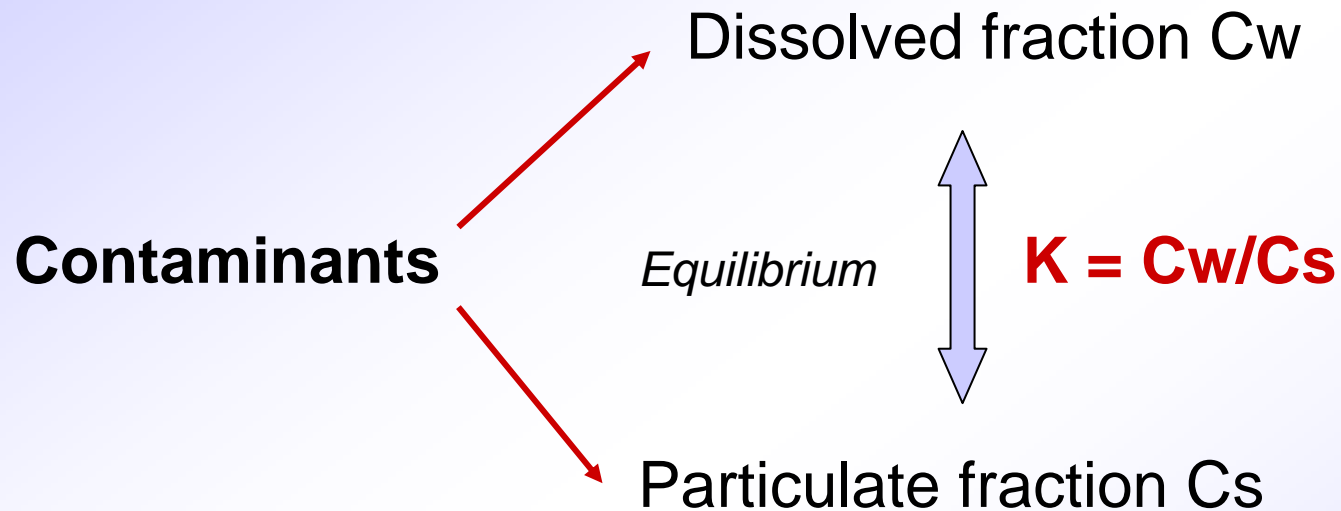 Dissolved fraction Cw
Contaminants
Equilibrium
K = Cw/Cs
Particulate fraction Cs